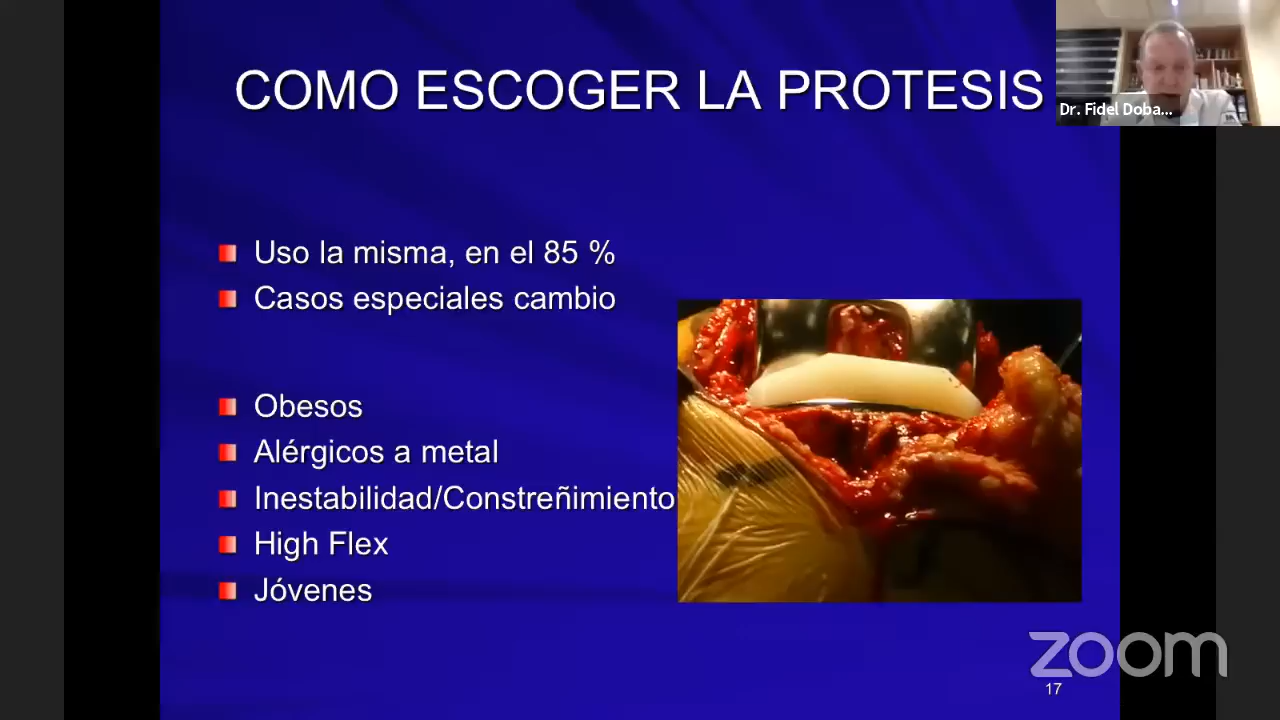 COMO ESCOGER LA PROTESIS
Dr. Fidel Doba...
Uso la misma, en el 85 %
Casos especiales cambio
Obesos
Alérgicos a metal
Inestabilidad/Constreñimiento
High Flex
Jóvenes
zoom
17